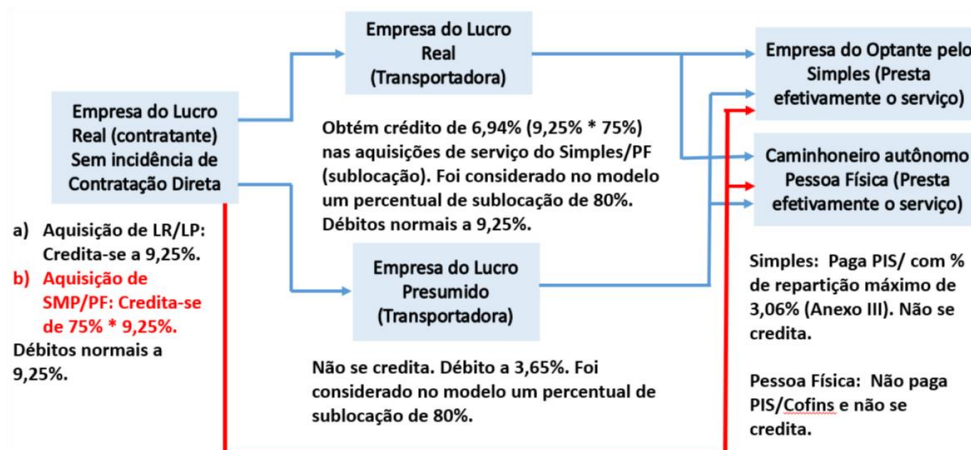 Empresa do Lucro
Real (contratante)
Sem incidência de
Contratação Direta
a) Aquisição de LR/LP:
Credita-se a 9,25%.
b) Aquisição de
SMP/PF: Credita-se
de 75% * 9,25%.
Débitos normais a
9,25%.
Empresa do Lucro
Real
(Transportadora)
Obtém crédito de 6,94% (9,25% * 75%)
nas aquisições de serviço do Simples/PF
(sublocação). Foi considerado no modelo
um percentual de sublocação de 80%.
Débitos normais a 9,25%.
Empresa do Lucro
Presumido
(Transportadora)
Não se credita. Débito a 3,65%. Foi
considerado no modelo um percentual de
sublocação de 80%.
Empresa do Optante pelo
Simples (Presta
efetivamente o serviço)
Caminhoneiro autônomo
Pessoa Física (Presta
efetivamente o serviço)
Simples: Paga PIS/ com %
de repartição máximo de
3,06% (Anexo III). Não se
credita.
Pessoa Física: Não paga
PIS/Cofins e não se
credita.